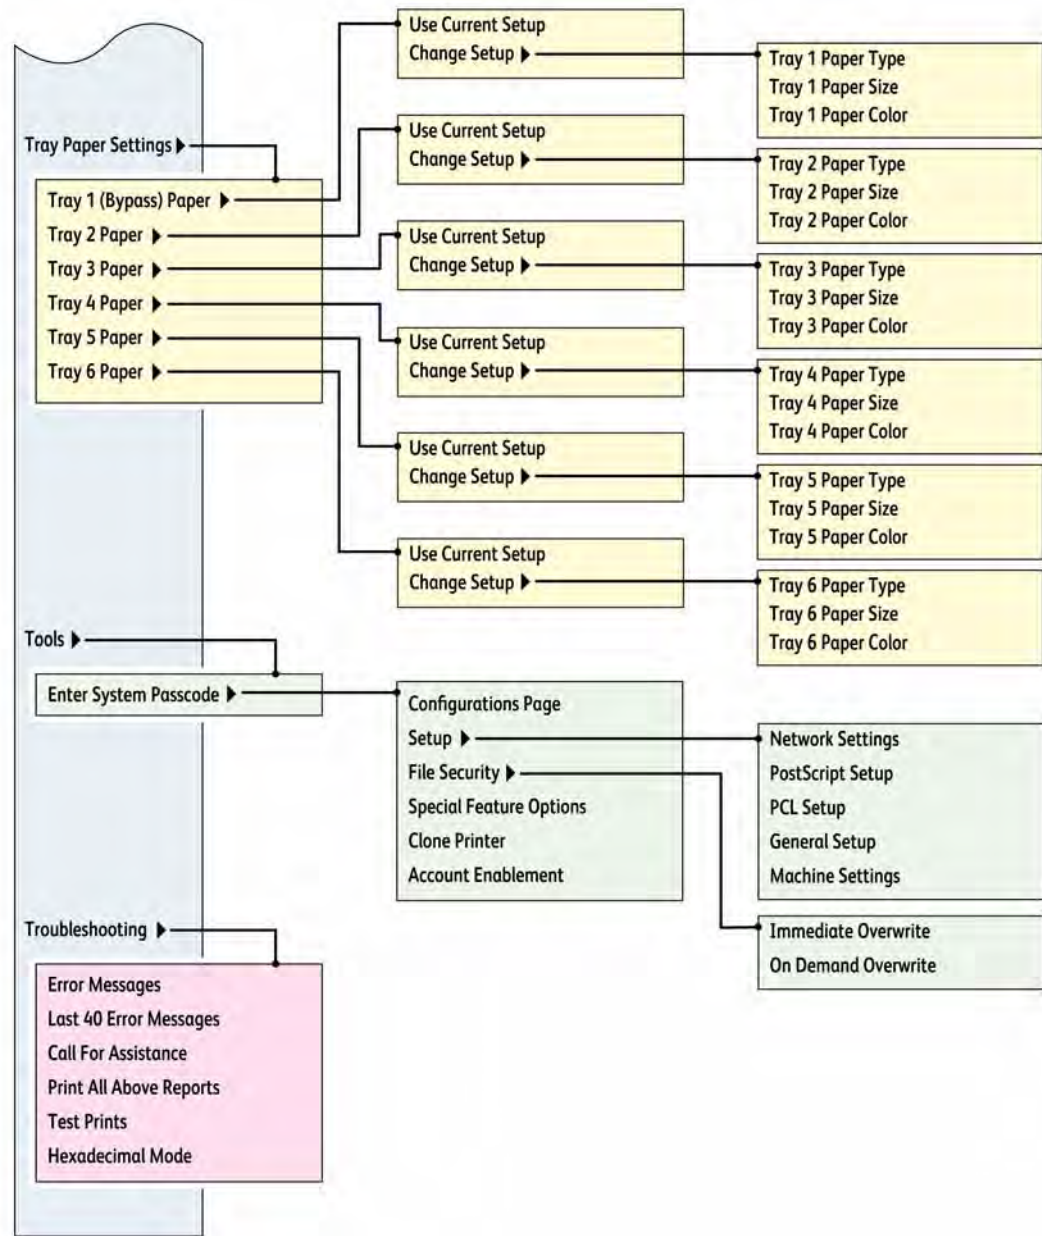 Tray Paper Settings
Tray 1 (Bypass) Paper
Tray 2 Paper
Tray 3 Paper
Tray 4 Paper
Tray 5 Paper
Tray 6 Paper
Use Current Setup
Change Setup
Tray 1 Paper Type
Tray 1 Paper Size
Tray 1 Paper Color
Use Current Setup
Change Setup
Tray 2 Paper Type
Tray 2 Paper Size
Tray 2 Paper Color
Use Current Setup
Change Setup
Tray 3 Paper Type
Tray 3 Paper Size
Tray 3 Paper Color
Use Current Setup
Change Setup
Tray 4 Paper Type
Tray 4 Paper Size
Tray 4 Paper Color
Use Current Setup
Change Setup
Tray 5 Paper Type
Tray 5 Paper Size
Tray 5 Paper Color
Use Current Setup
Change Setup
Tray 6 Paper Type
Tray 6 Paper Size
Tray 6 Paper Color
Tools
Enter System Passcode
Configurations Page
Setup
File Security
Special Feature Options
Clone Printer
Account Enablement
Network Settings
PostScript Setup
PCL Setup
General Setup
Machine Settings
Immediate Overwrite
On Demand Overwrite
Troubleshooting
Error Messages
Last 40 Error Messages
Call For Assistance
Print All Above Reports
Test Prints
Hexadecimal Mode